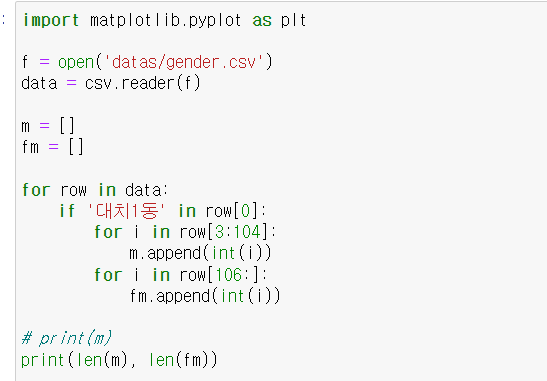 :
import matplotlib.pyplot as plt
f = open('datas/gender.csv')
data = csv.reader(f)
m = []
fm = []
for row in data:
if '대치1동' in row[0]:
for i in row[3:104]:
m.append(int(i))
for i in row[106:]:
fm.append(int(i))
# print(m)
print(len(m), len(fm))